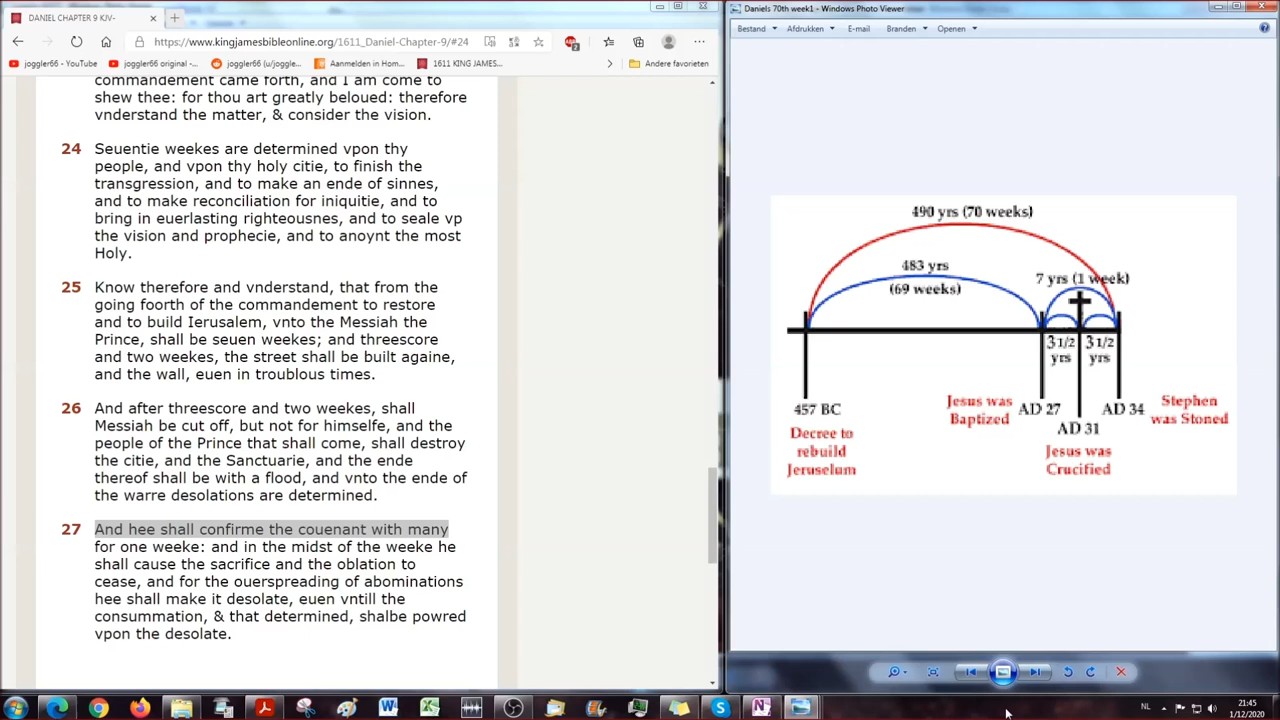 DANIEL CHAPTER 9 KJV-
https://www.kingjamesbibleonline.org/1611_Daniel-Chapter-9/#24
joggler66 - YouTube
joggler66 original -...
joggler66 (u/joggle...
Aanmelden in Hom...
1611 KING JAMES...
Andere favorieten
commandement came forth, and I am come to
shew thee: for thou art greatly beloued: therefore
vnderstand the matter, & consider the vision.
24 Seuentie weekes are determined vpon thy
people, and vpon thy holy citie, to finish the
transgression, and to make an ende of sinnes,
and to make reconciliation for iniquitie, and to
bring in euerlasting righteousnes, and to seale vp
the vision and prophecie, and to anoynt the most
Holy.
25 Know therefore and vnderstand, that from the
going foorth of the commandement to restore
and to build Ierusalem, vnto the Messiah the
Prince, shall be seuen weekes; and threescore
and two weekes, the street shall be built againe,
and the wall, euen in troublous times.
26 And after threescore and two weekes, shall
Messiah be cut off, but not for himselfe, and the
people of the Prince that shall come, shall destroy
the citie, and the Sanctuarie, and the ende
thereof shall be with a flood, and vnto the ende of
the warre desolations are determined.
27 And hee shall confirme the couenant with many
for one weeke: and in the midst of the weeke he
shall cause the sacrifice and the oblation to
cease, and for the ouerspreading of abominations
hee shall make it desolate, euen vntill the
consummation, & that determined, shalbe powred
vpon the desolate.
Daniels 70th week1 - Windows Photo Viewer
Bestand
Afdrukken
E-mail
Branden
Openen
490 yrs (70 weeks)
483 yrs
(69 weeks)
7 yrs (1 week)
3 1/2
yrs
3 1/2
yrs
457 BC
Decree to
rebuild
Jeruselum
Jesus was
Baptized
AD 27
AD 31
Jesus was
Crucified
AD 34
Stephen
was Stoned
NL
21:45
1/12/2020